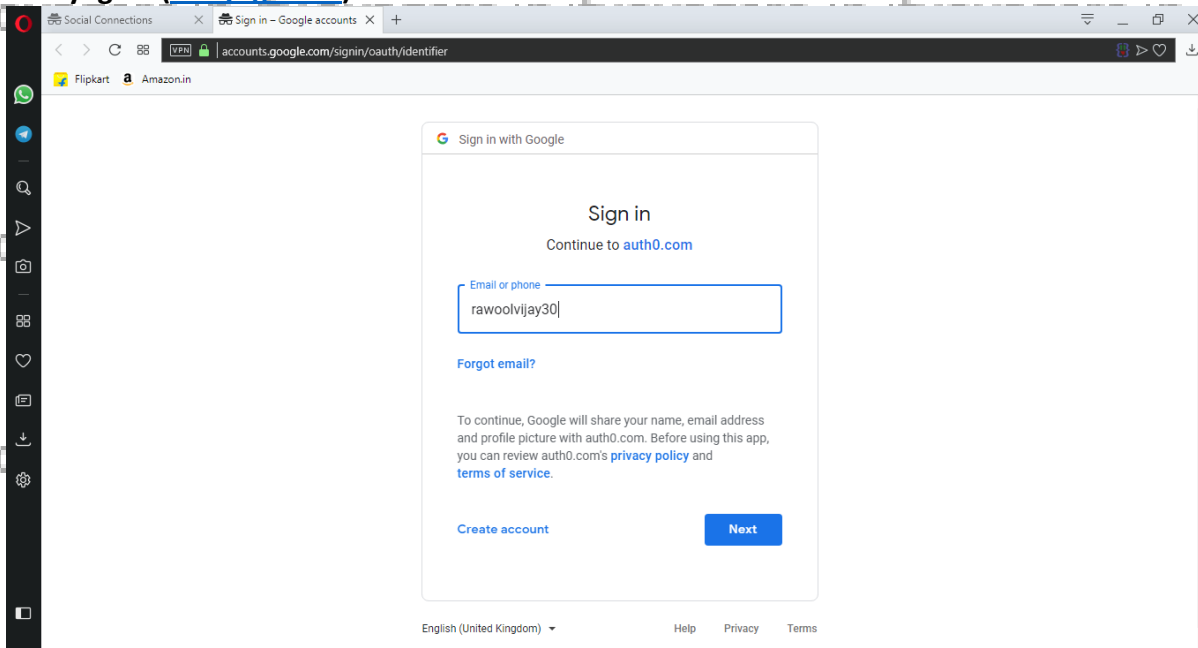 Social Connections
Sign in – Google accounts
VPN accounts.google.com/signin/oauth/identifier
Flipkart a Amazon.in
G Sign in with Google
Sign in
Continue to auth0.com
Email or phone
rawoolvijay30
Forgot email?
To continue, Google will share your name, email address
and profile picture with auth0.com. Before using this app,
you can review auth0.com's privacy policy and
terms of service.
Create account Next
English (United Kingdom) Help Privacy Terms